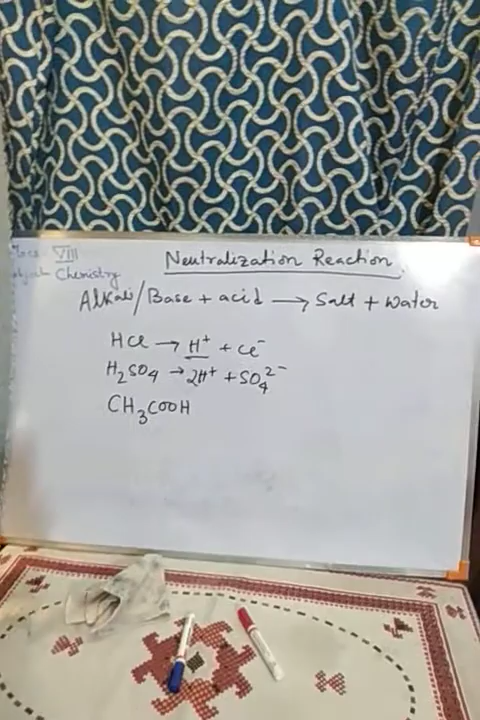 Class VIII
Neutralization Reaction
Chemistry
Alkali/Base + acid → Salt + water
HCl → H⁺ + Cl⁻
H₂SO₄ → 2H⁺ + SO₄²⁻
CH₃COOH